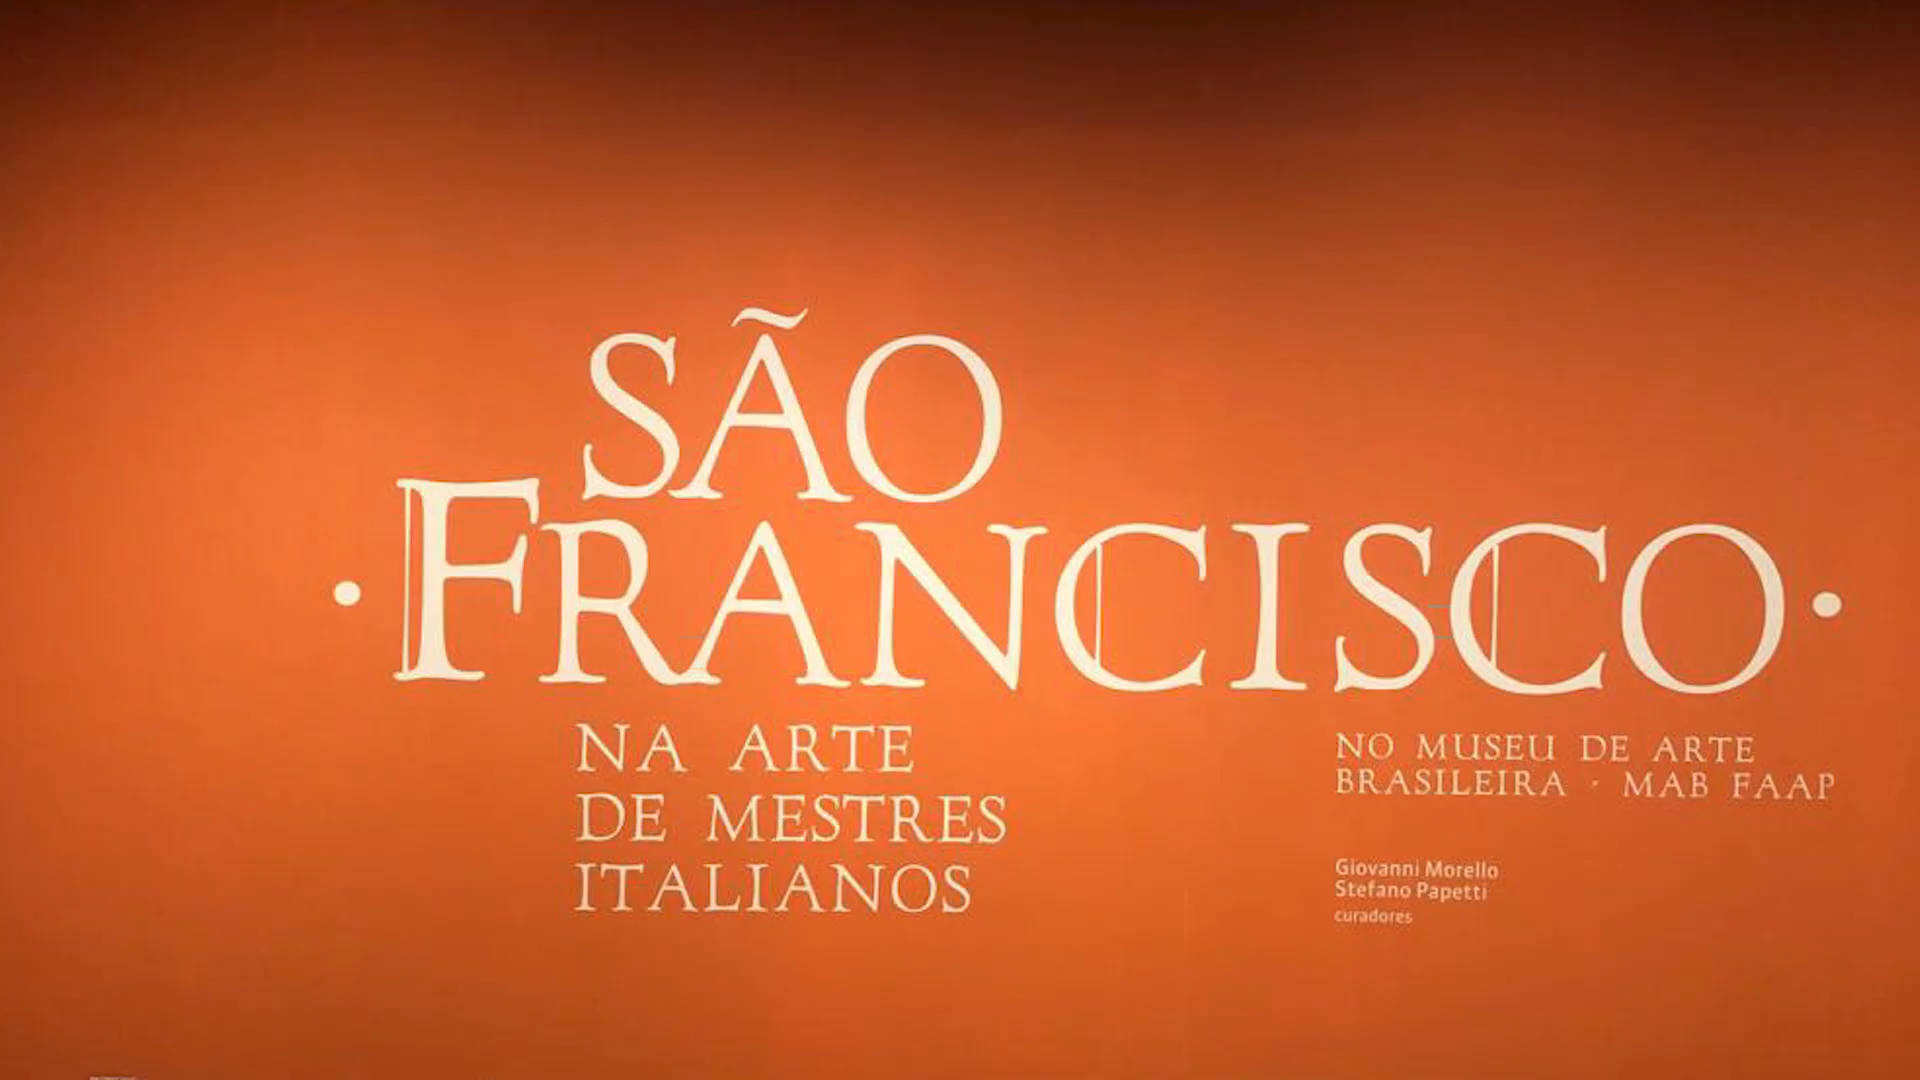 SÃO
·FRANCISCO·
NA ARTE
DE MESTRES
ITALIANOS
NO MUSEU DE ARTE
BRASILEIRA · MAB FAAP
Giovanni Morello
Stefano Papetti
curadores